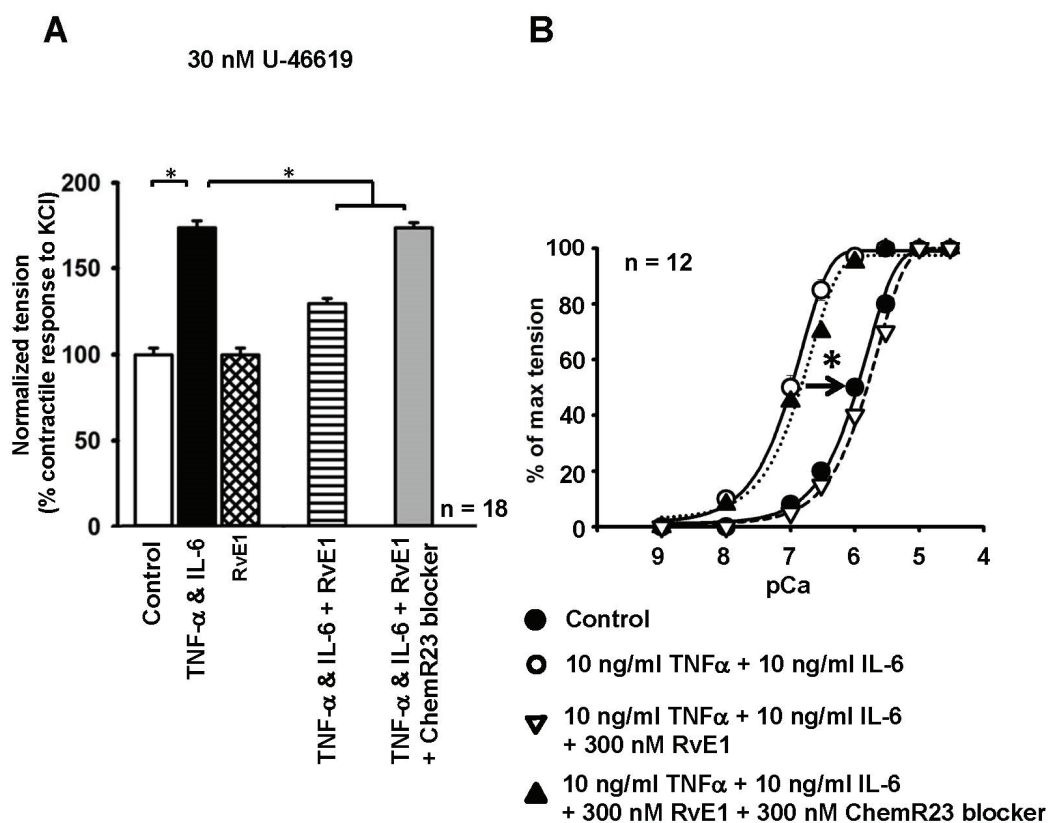 A
30 nM U-46619
*
*
Normalized tension
(% contractile response to KCl)
200
150
100
50
0
n = 18
Control
TNF-α & IL-6
RvE1
TNF-α & IL-6 + RvE1
TNF-α & IL-6 + RvE1
+ ChemR23 blocker
B
% of max tension
100
80
60
40
20
0
n = 12
*
9 8 7 6 5 4
pCa
Control
10 ng/ml TNFα + 10 ng/ml IL-6
10 ng/ml TNFα + 10 ng/ml IL-6
+ 300 nM RvE1
10 ng/ml TNFα + 10 ng/ml IL-6
+ 300 nM RvE1 + 300 nM ChemR23 blocker